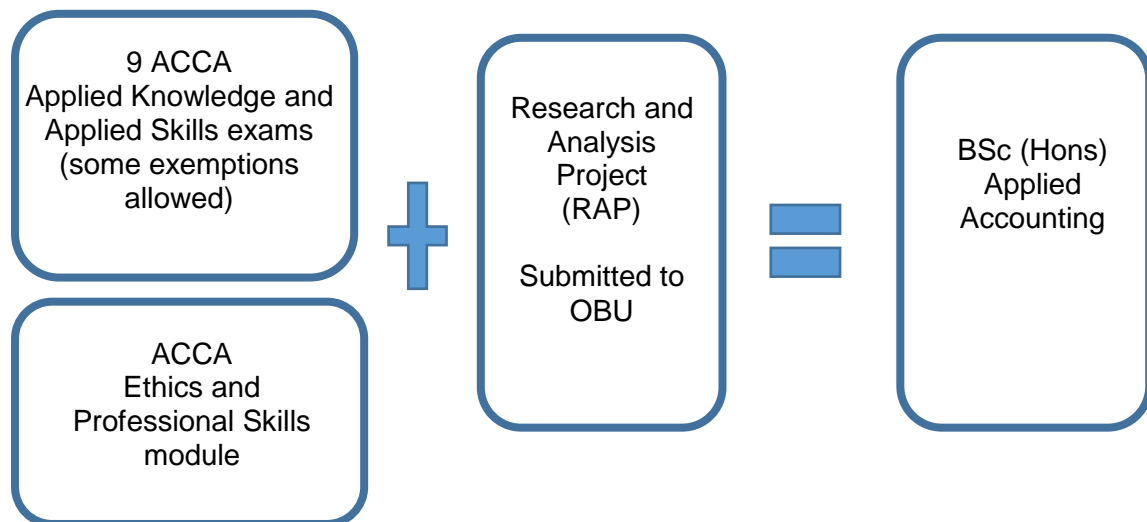 9 ACCA
Applied Knowledge and
Applied Skills exams
(some exemptions
allowed)
ACCA
Ethics and
Professional Skills
module
Research and
Analysis
Project
(RAP)
Submitted to
OBU
BSc (Hons)
Applied
Accounting